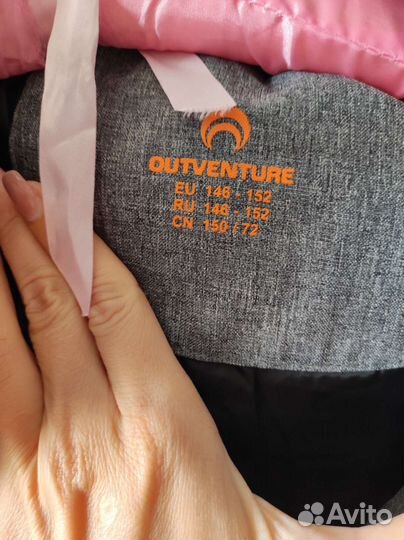 OUTVENTURE
EU 146 - 152
RU 146 - 152
CN 150 / 72
Avito